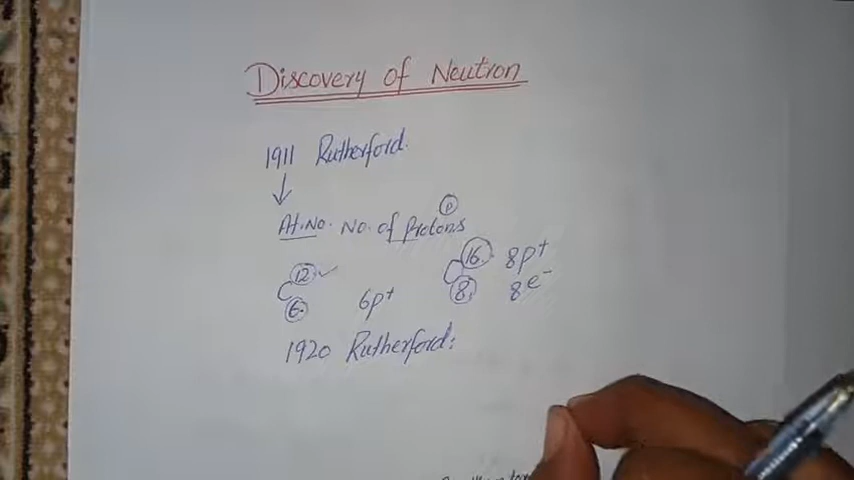 Discovery of Neutron
1911 Rutherford.
↓
At.No. No. of Protons (p)
12 ✓ C 6 6p+
16 C 8 8p+
8e-
1920 Rutherford: